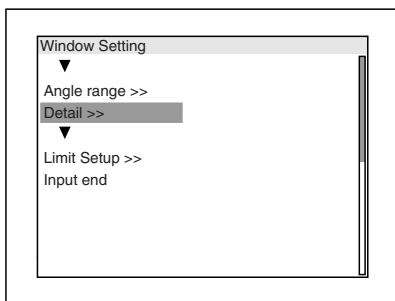 Window Setting
▼
Angle range >>
Detail >>
▼
Limit Setup >>
Input end